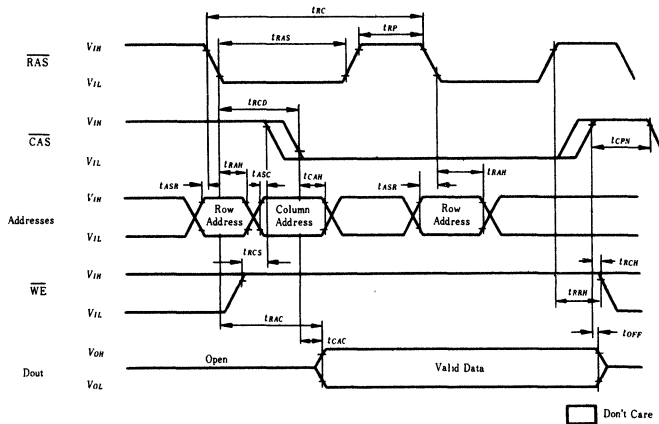 tRC
tRAS
tRP
RAS
VIH
VIL
tRCD
CAS
VIH
VIL
tCPN
tRAH
tASC
tCAH
tASR
tASR
tRAH
Addresses
VIH
VIL
Row Address
Column Address
Row Address
tRCS
WE
VIH
VIL
tRCH
tRRH
tRAC
tCAC
tOFF
Dout
VOH
VOL
Open
Valid Data
Don't Care